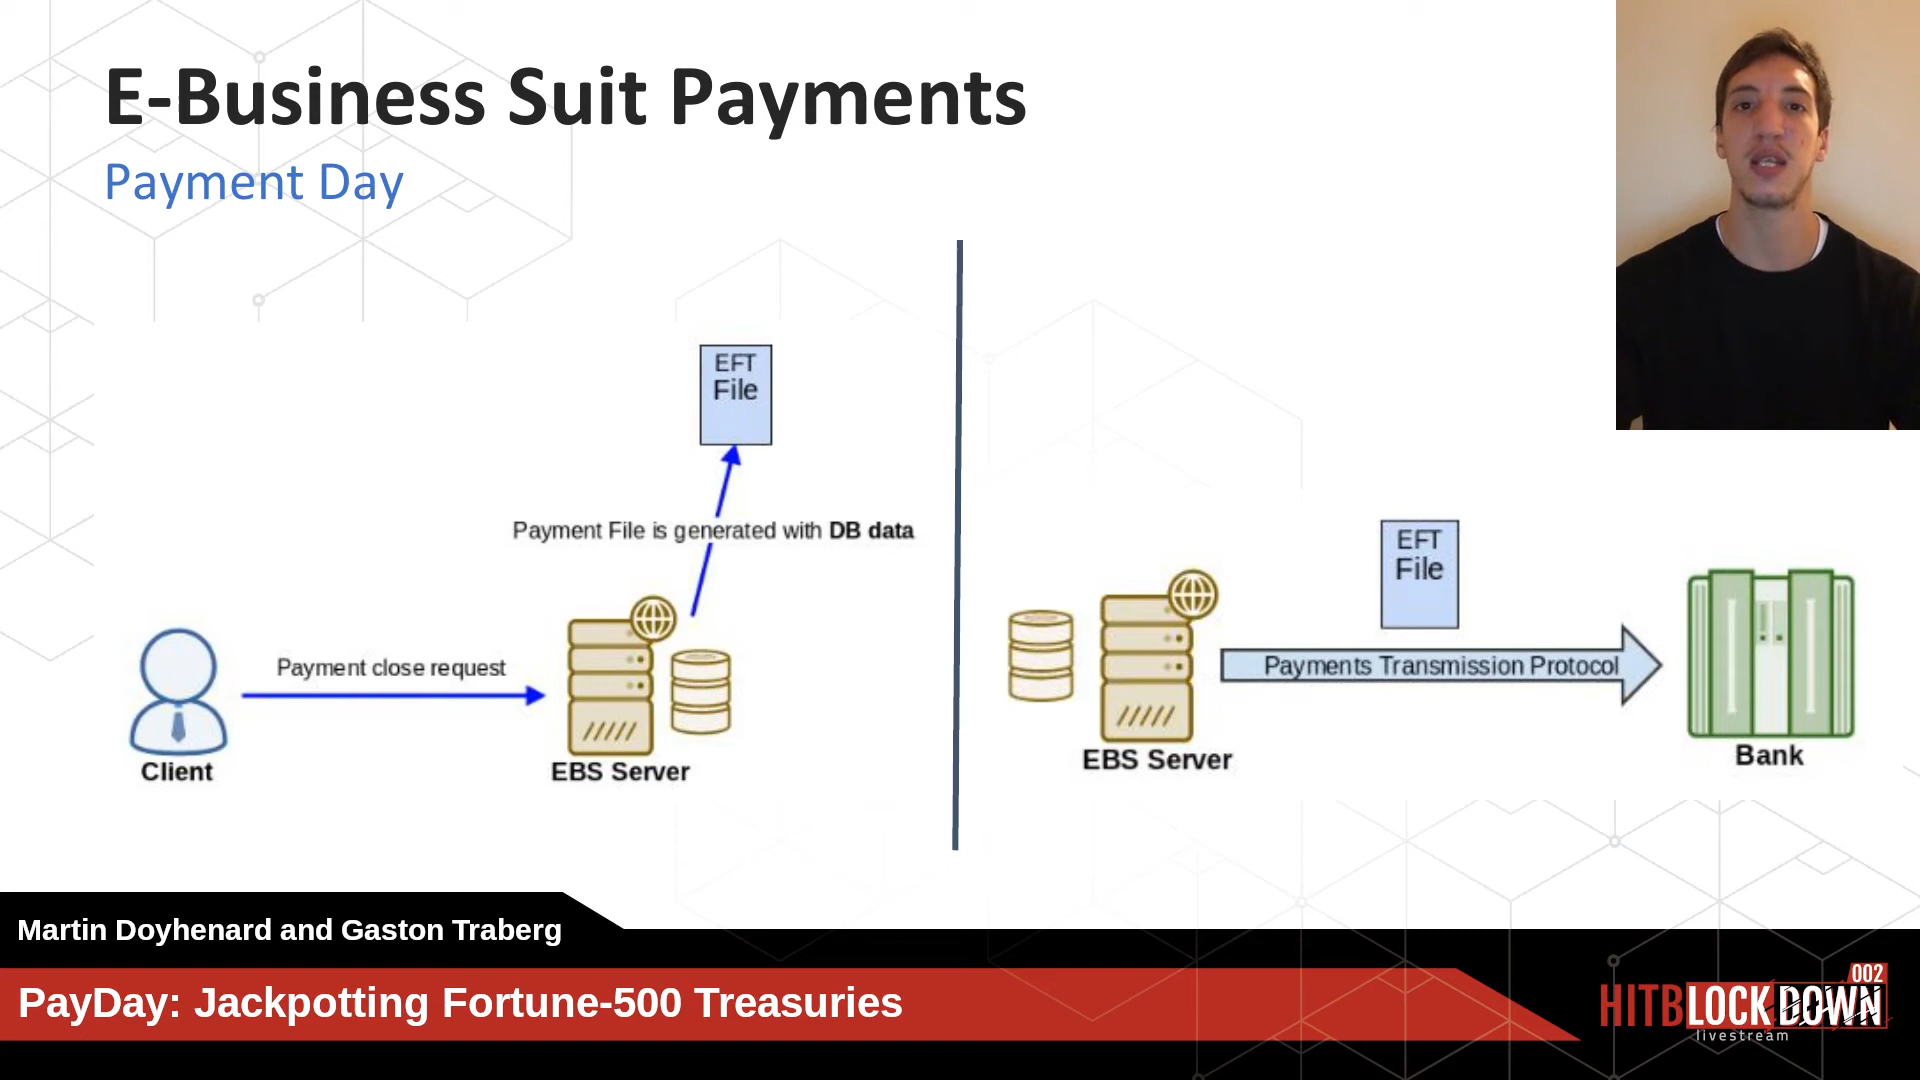 E-Business Suit Payments
Payment Day
EFT
File
Payment File is generated with DB data
Payment close request
Client
EBS Server
EFT
File
Payments Transmission Protocol
EBS Server
Bank
Martin Doyhenard and Gaston Traberg
PayDay: Jackpotting Fortune-500 Treasuries
002
HITBLOCKDOWN
livestream